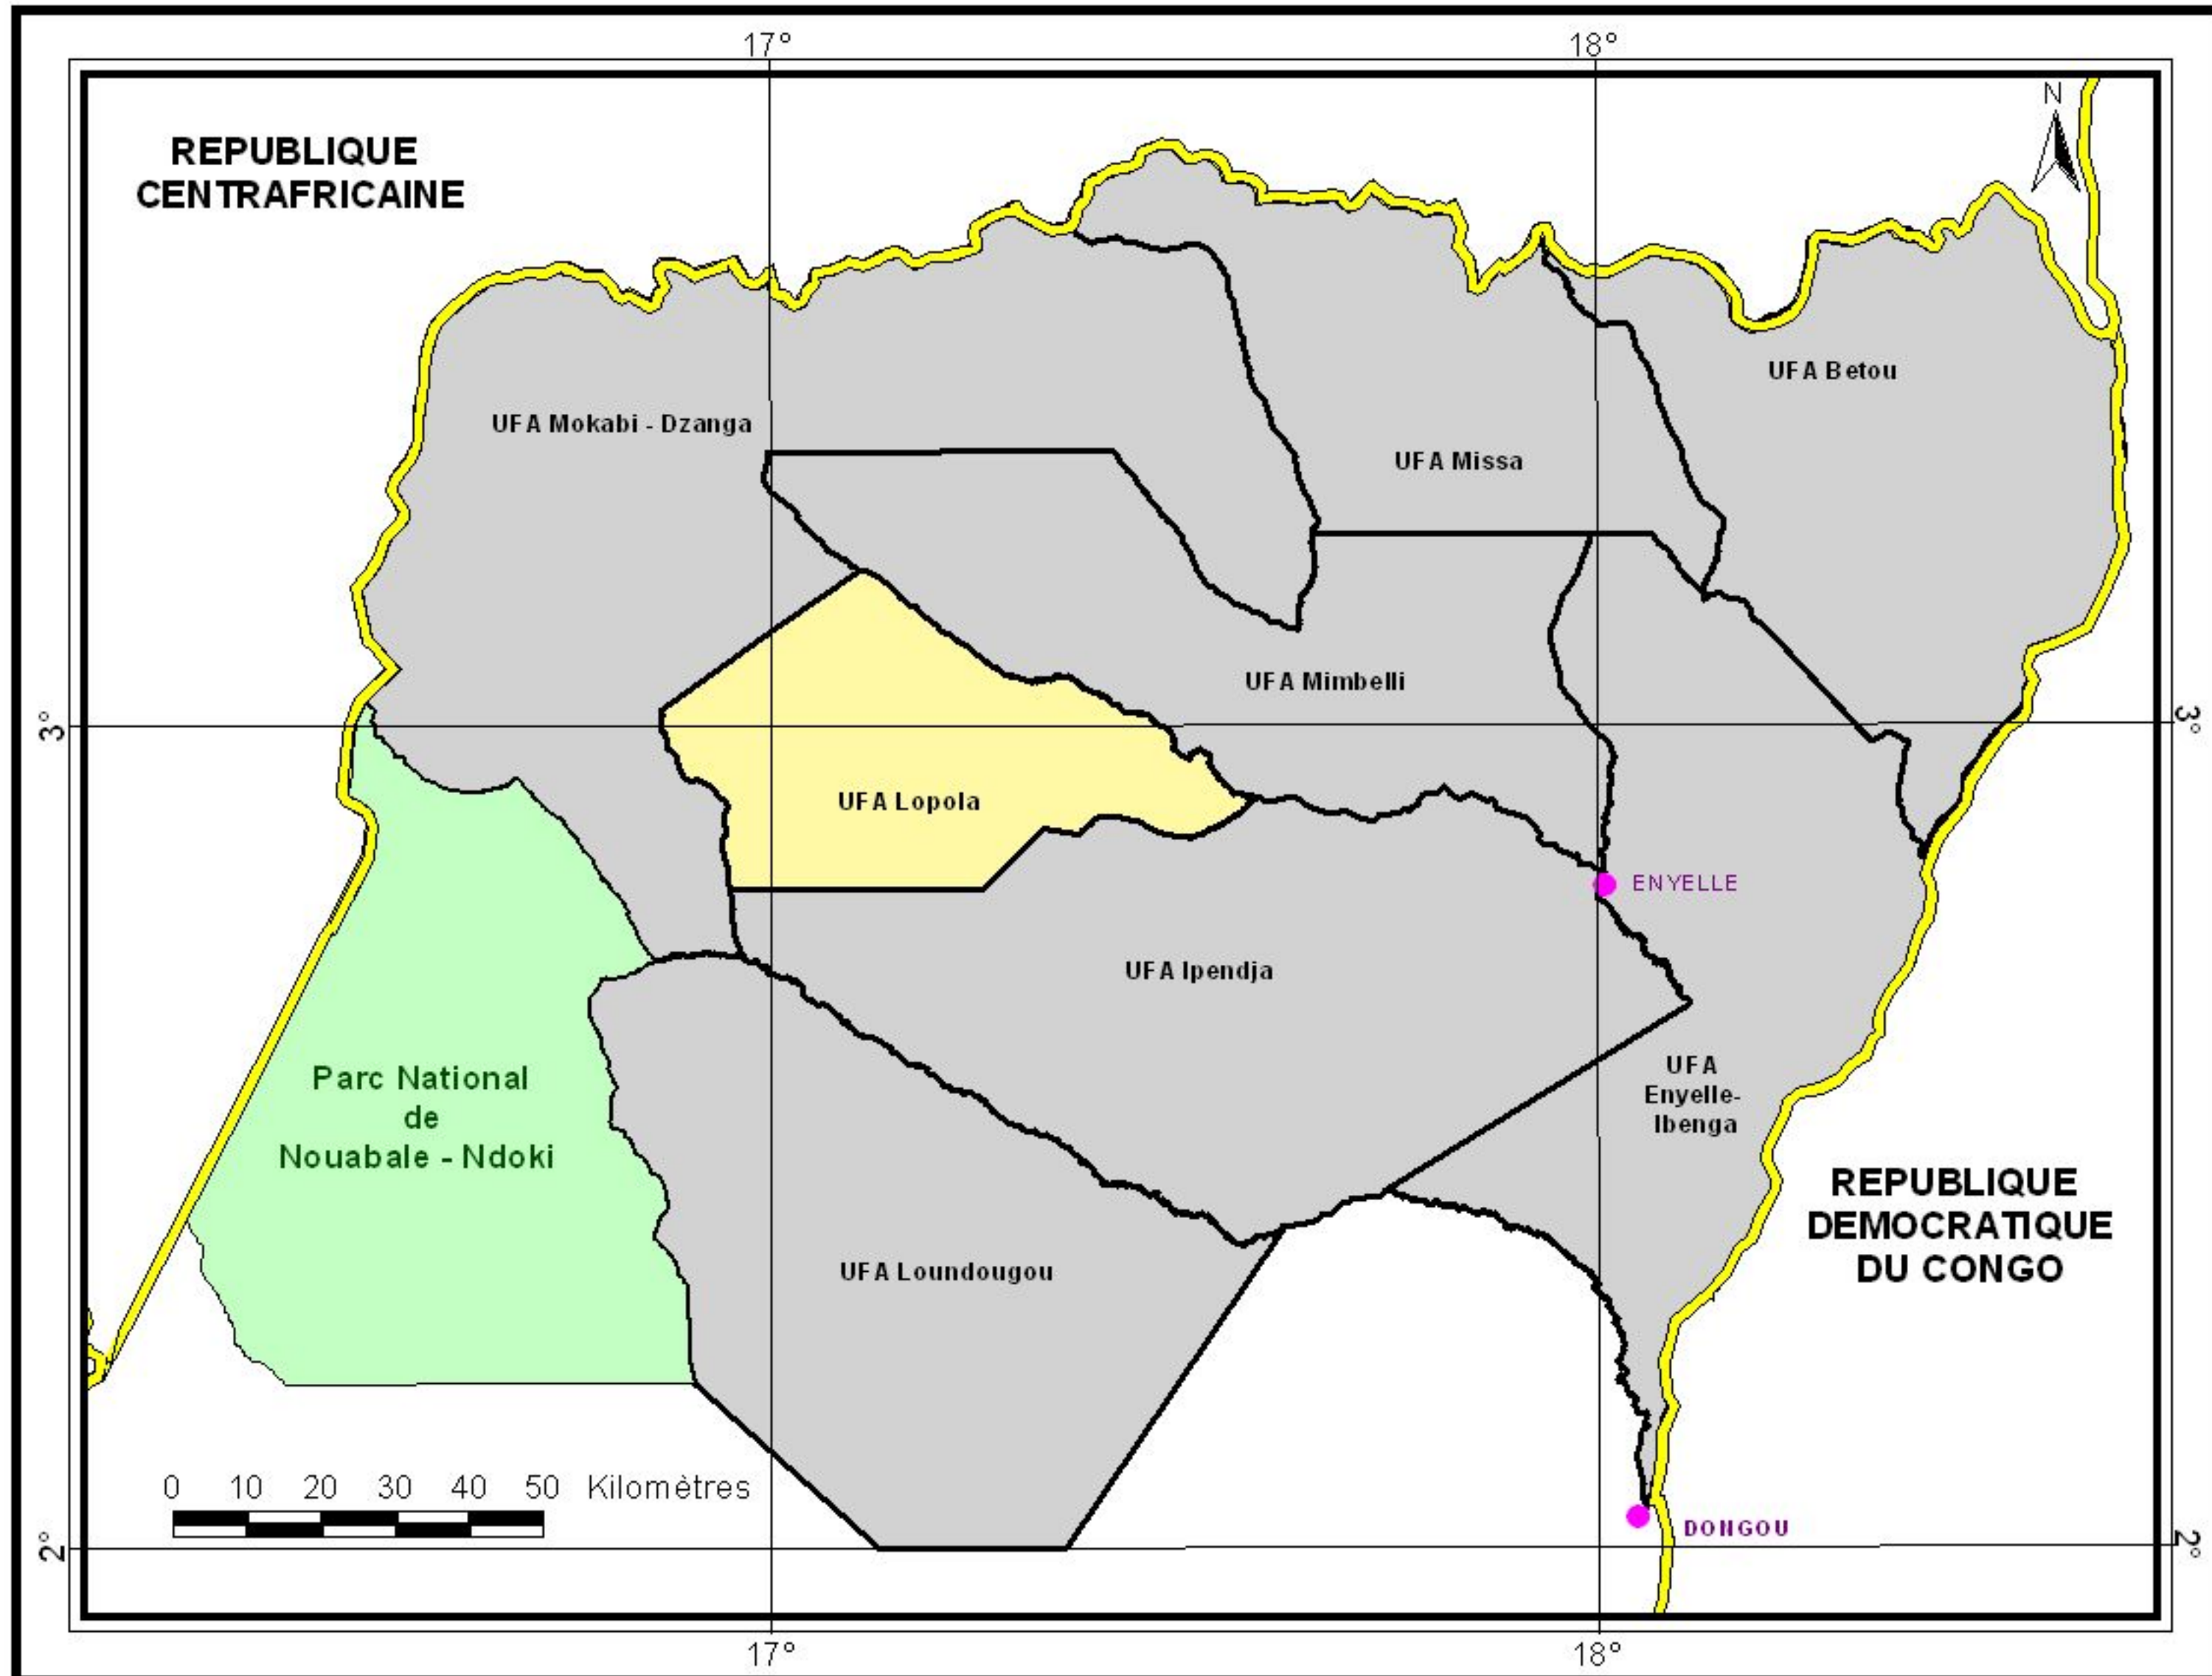 17°
18°
N
REPUBLIQUE
CENTRAFRICAINE
UFA Betou
UFA Mokabi - Dzanga
UFA Missa
UFA Mimbelli
3°
3°
UFA Lopola
ENYELLE
UFA Ipendja
UFA
Enyelle-
Ibenga
Parc National
de
Nouabale - Ndoki
REPUBLIQUE
DEMOCRATIQUE
DU CONGO
UFA Loundougou
0 10 20 30 40 50 Kilomètres
DONGOU
2°
2°
17°
18°